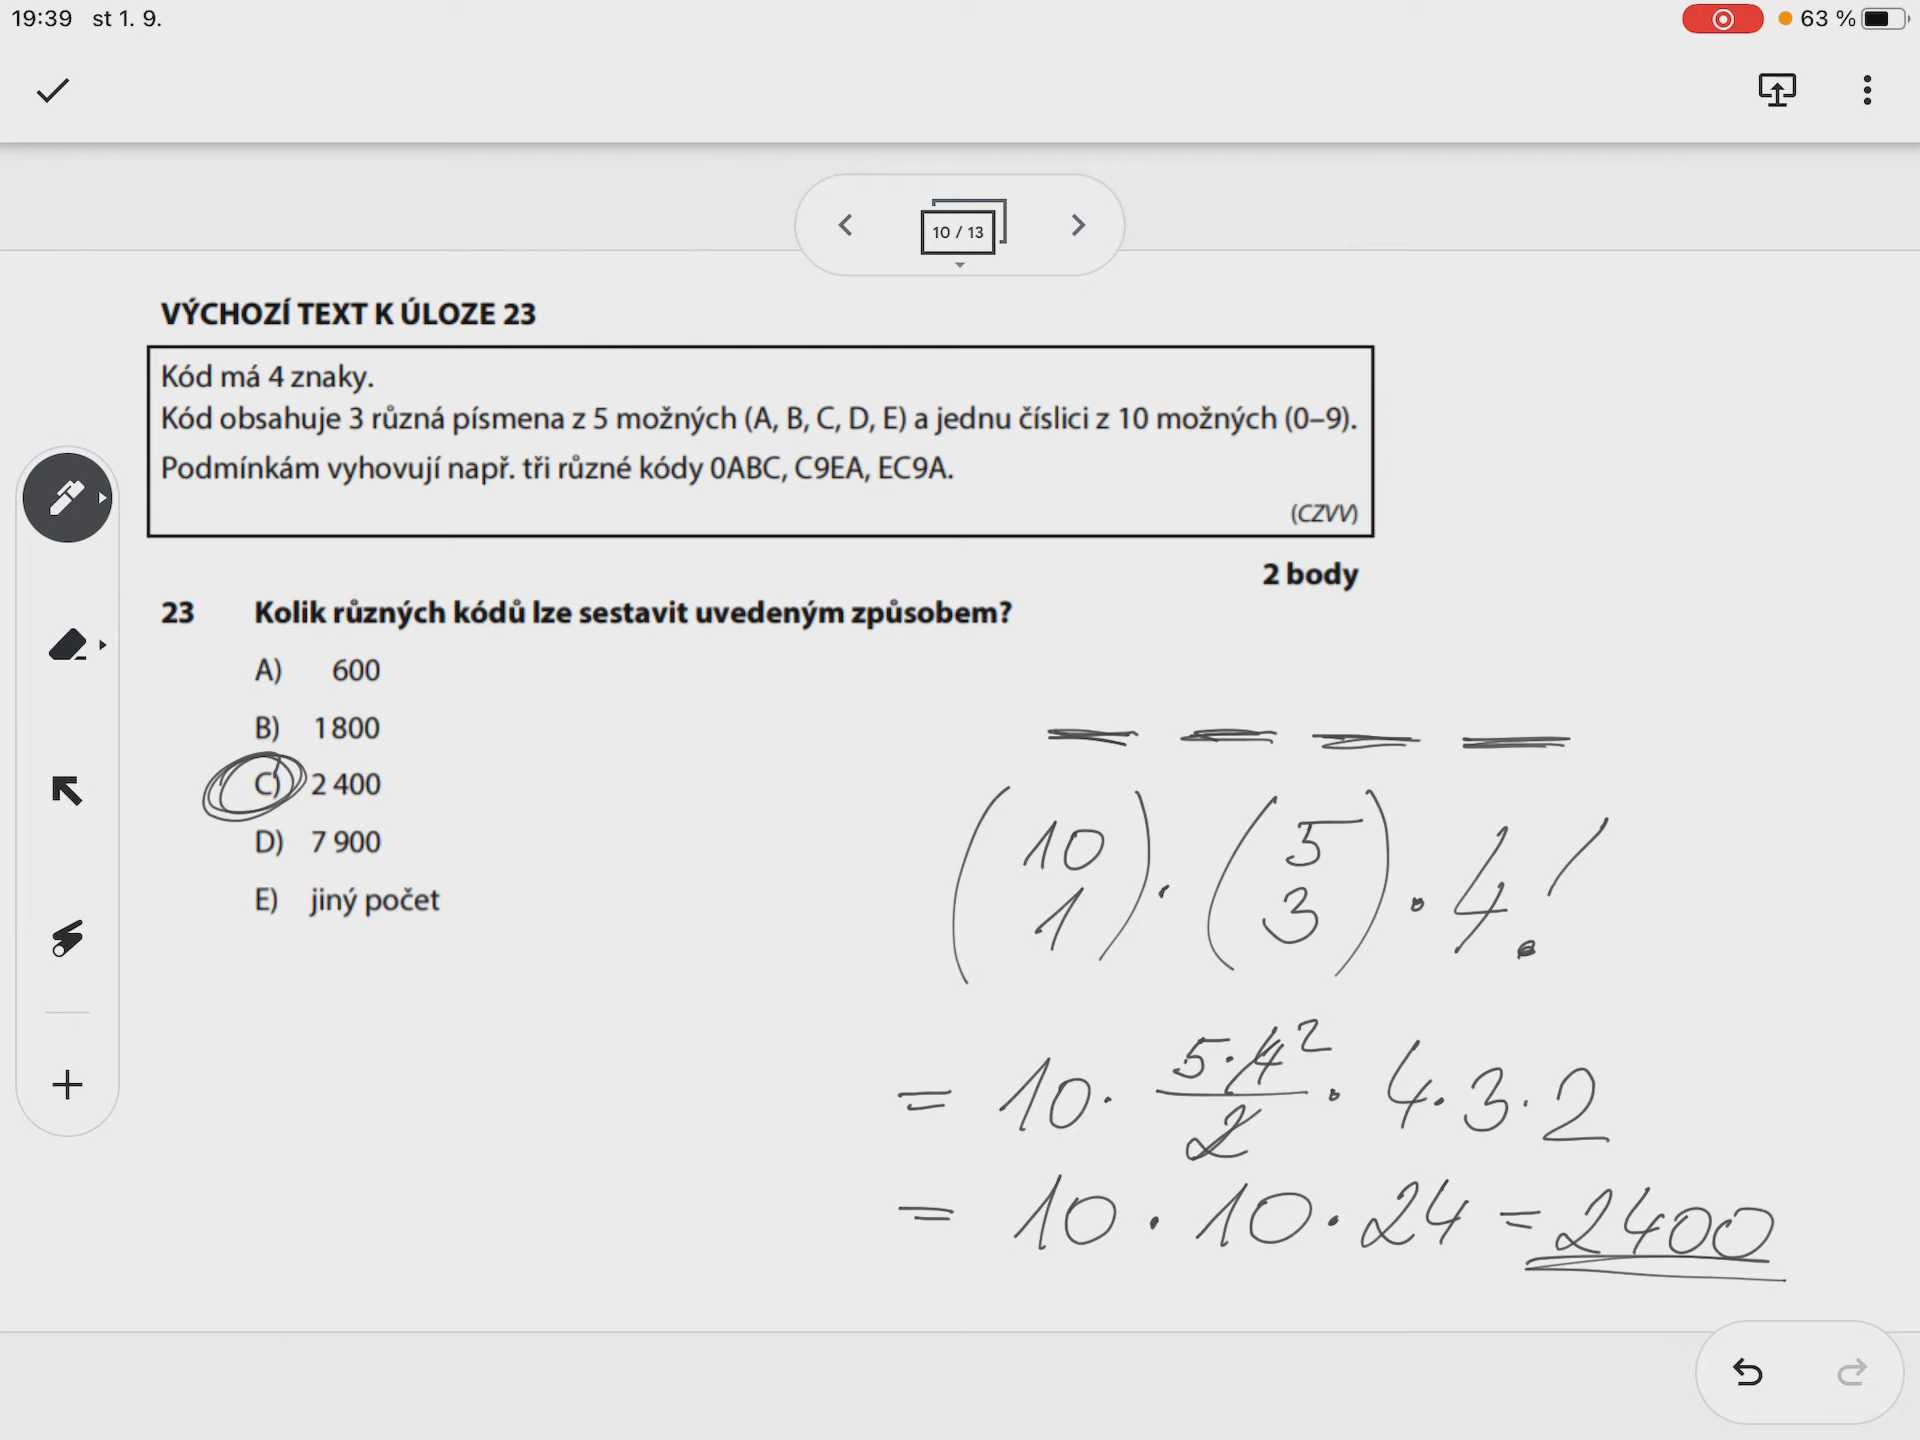 19:39 st 1. 9.
63 %
10 / 13
VÝCHOZÍ TEXT K ÚLOZE 23
Kód má 4 znaky.
Kód obsahuje 3 různá písmena z 5 možných (A, B, C, D, E) a jednu číslici z 10 možných (0–9).
Podmínkám vyhovují např. tři různé kódy 0ABC, C9EA, EC9A.
(CZVV)
2 body
23 Kolik různých kódů lze sestavit uvedeným způsobem?
A) 600
B) 1 800
C) 2 400
D) 7 900
E) jiný počet
(10 1) · (5 3) · 4!
= 10 · 5·4 2 / 2 · 4 · 3 · 2
= 10 · 10 · 24 = 2400